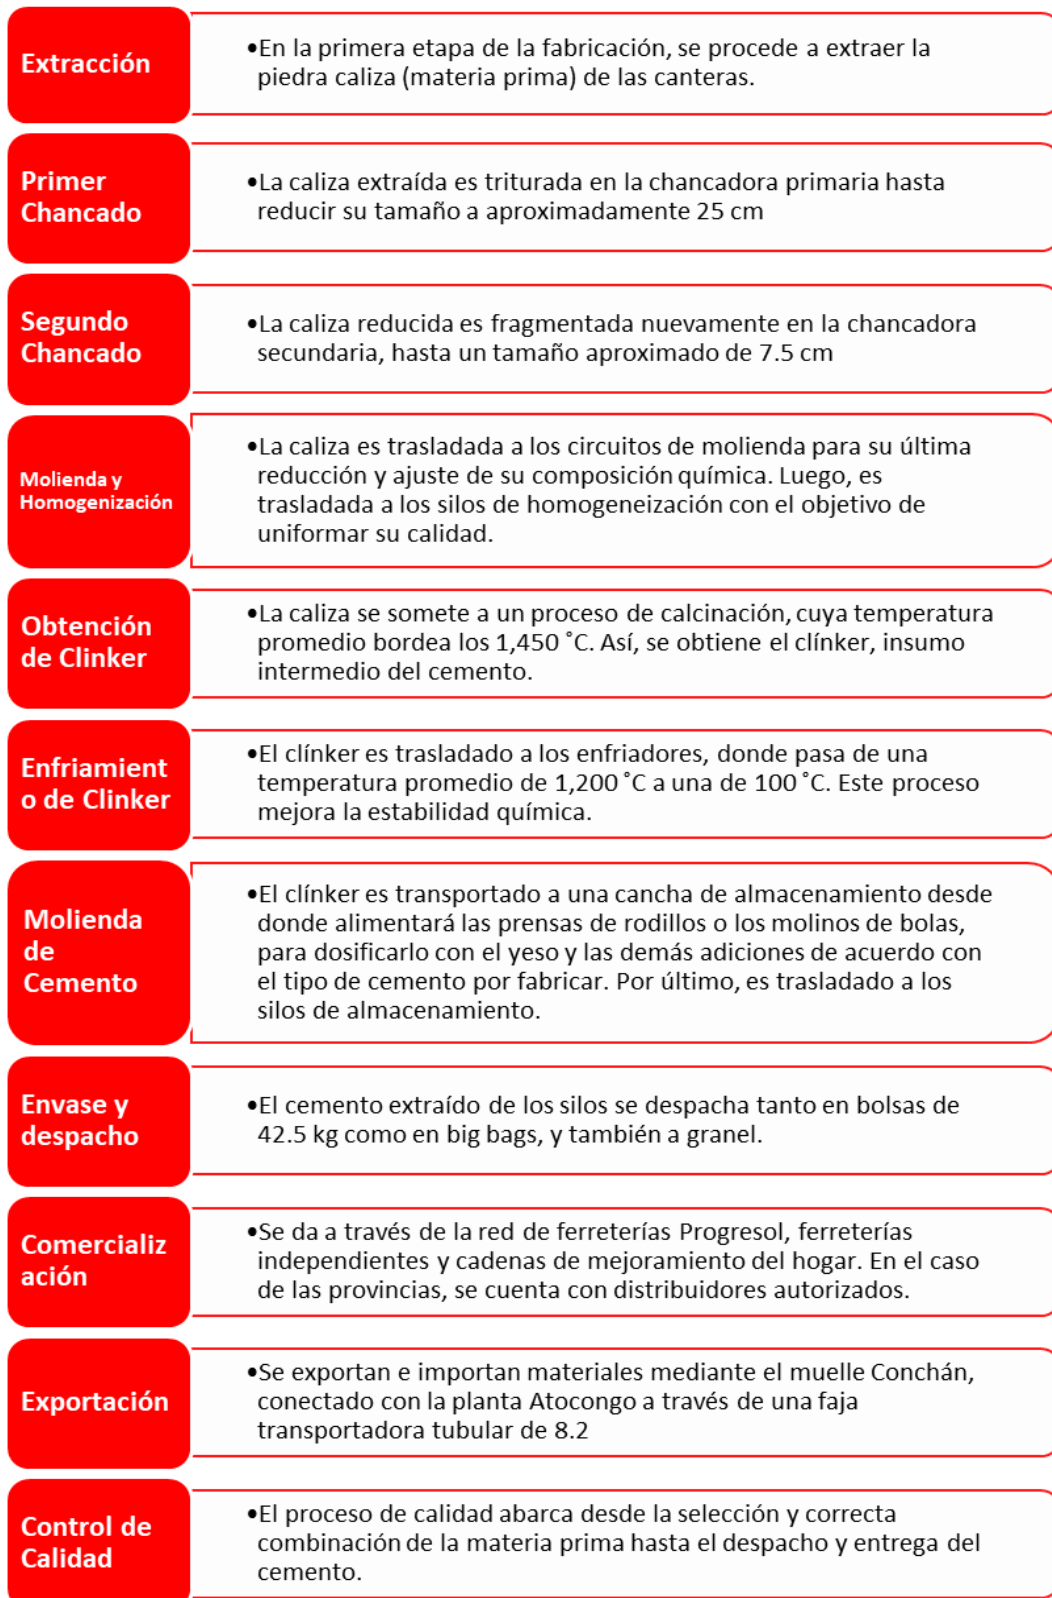 Extracción
•En la primera etapa de la fabricación, se procede a extraer la
piedra caliza (materia prima) de las canteras.
Primer
Chancado
•La caliza extraída es triturada en la chancadora primaria hasta
reducir su tamaño a aproximadamente 25 cm
Segundo
Chancado
•La caliza reducida es fragmentada nuevamente en la chancadora
secundaria, hasta un tamaño aproximado de 7.5 cm
Molienda y
Homogenización
•La caliza es trasladada a los circuitos de molienda para su última
reducción y ajuste de su composición química. Luego, es
trasladada a los silos de homogeneización con el objetivo de
uniformar su calidad.
Obtención
de Clinker
•La caliza se somete a un proceso de calcinación, cuya temperatura
promedio bordea los 1,450 ˚C. Así, se obtiene el clínker, insumo
intermedio del cemento.
Enfriamient
o de Clinker
•El clínker es trasladado a los enfriadores, donde pasa de una
temperatura promedio de 1,200 ˚C a una de 100 ˚C. Este proceso
mejora la estabilidad química.
Molienda
de
Cemento
•El clínker es transportado a una cancha de almacenamiento desde
donde alimentará las prensas de rodillos o los molinos de bolas,
para dosificarlo con el yeso y las demás adiciones de acuerdo con
el tipo de cemento por fabricar. Por último, es trasladado a los
silos de almacenamiento.
Envase y
despacho
•El cemento extraído de los silos se despacha tanto en bolsas de
42.5 kg como en big bags, y también a granel.
Comercializ
ación
•Se da a través de la red de ferreterías Progresol, ferreterías
independientes y cadenas de mejoramiento del hogar. En el caso
de las provincias, se cuenta con distribuidores autorizados.
Exportación
•Se exportan e importan materiales mediante el muelle Conchán,
conectado con la planta Atocongo a través de una faja
transportadora tubular de 8.2
Control de
Calidad
•El proceso de calidad abarca desde la selección y correcta
combinación de la materia prima hasta el despacho y entrega del
cemento.